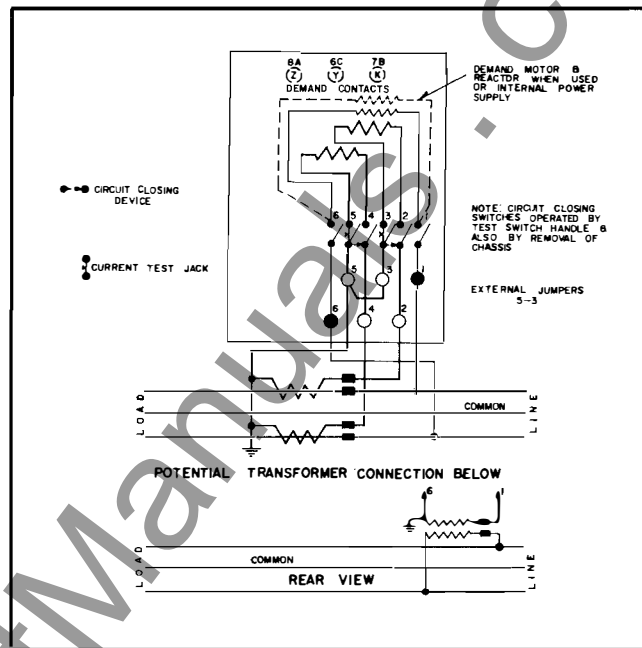 8A 6C 7B
(Z) (Y) (K)
DEMAND CONTACTS
DEMAND MOTOR &
REACTOR WHEN USED
OR INTERNAL POWER
SUPPLY
CIRCUIT CLOSING
DEVICE
CURRENT TEST JACK
NOTE: CIRCUIT CLOSING
SWITCHES OPERATED BY
TEST SWITCH HANDLE &
ALSO BY REMOVAL OF
CHASSIS
EXTERNAL JUMPERS
5-3
6 5 4 3 2 1
5 3 1
6 4 2
LOAD
COMMON
LINE
POTENTIAL TRANSFORMER CONNECTION BELOW
6 1
LOAD
COMMON
LINE
REAR VIEW